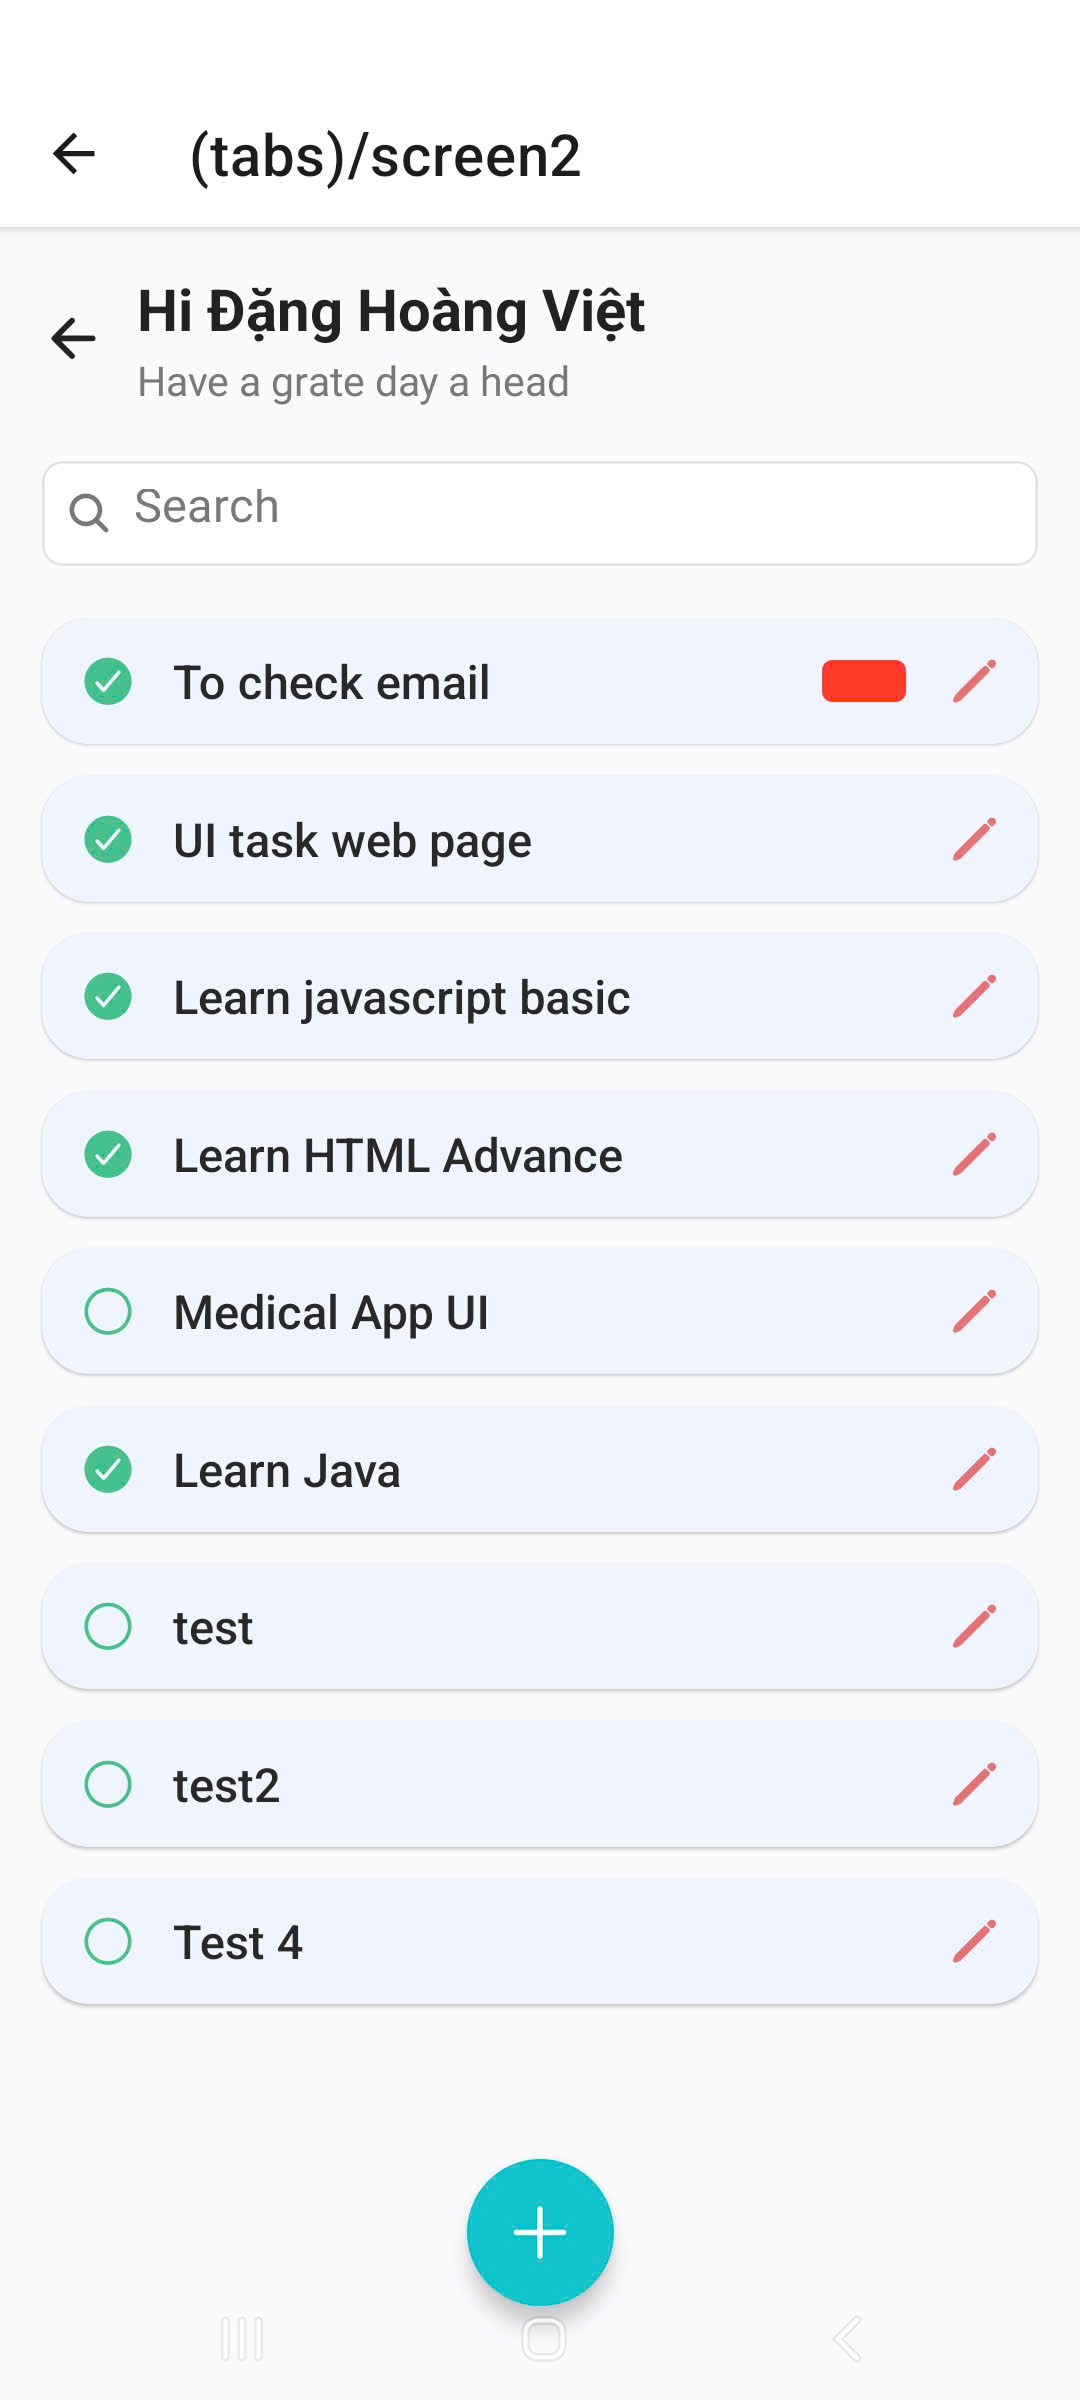 (tabs)/screen2
Hi Đặng Hoàng Việt
Have a grate day a head
Search
To check email
UI task web page
Learn javascript basic
Learn HTML Advance
Medical App UI
Learn Java
test
test2
Test 4